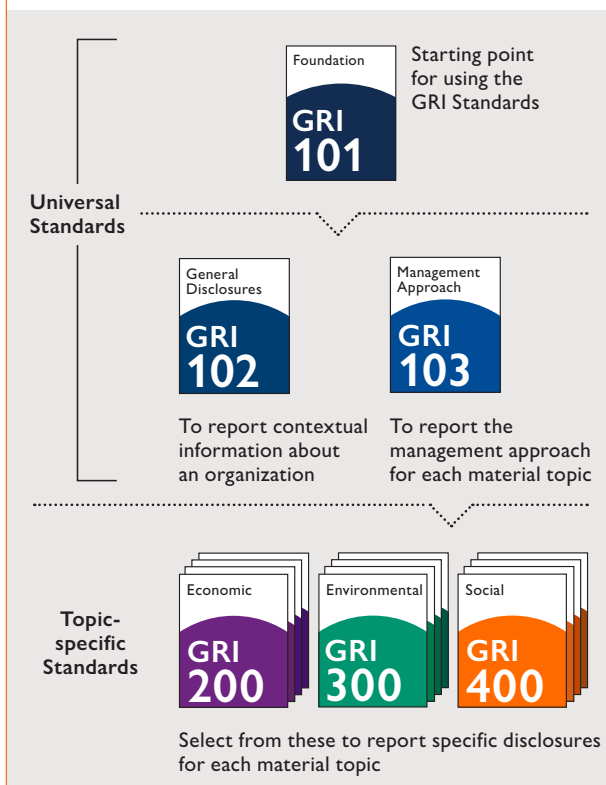 Foundation
GRI
101
Starting point
for using the
GRI Standards
Universal
Standards
General
Disclosures
GRI
102
Management
Approach
GRI
103
To report contextual
information about
an organization
To report the
management approach
for each material topic
Topic-
specific
Standards
Economic
GRI
200
Environmental
GRI
300
Social
GRI
400
Select from these to report specific disclosures
for each material topic